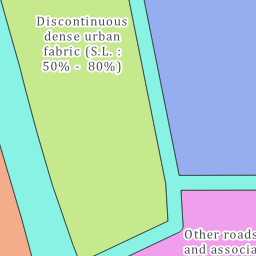 Discontinuous
dense urban
fabric (S.L. :
50% - 80%)
Other roads
and associa